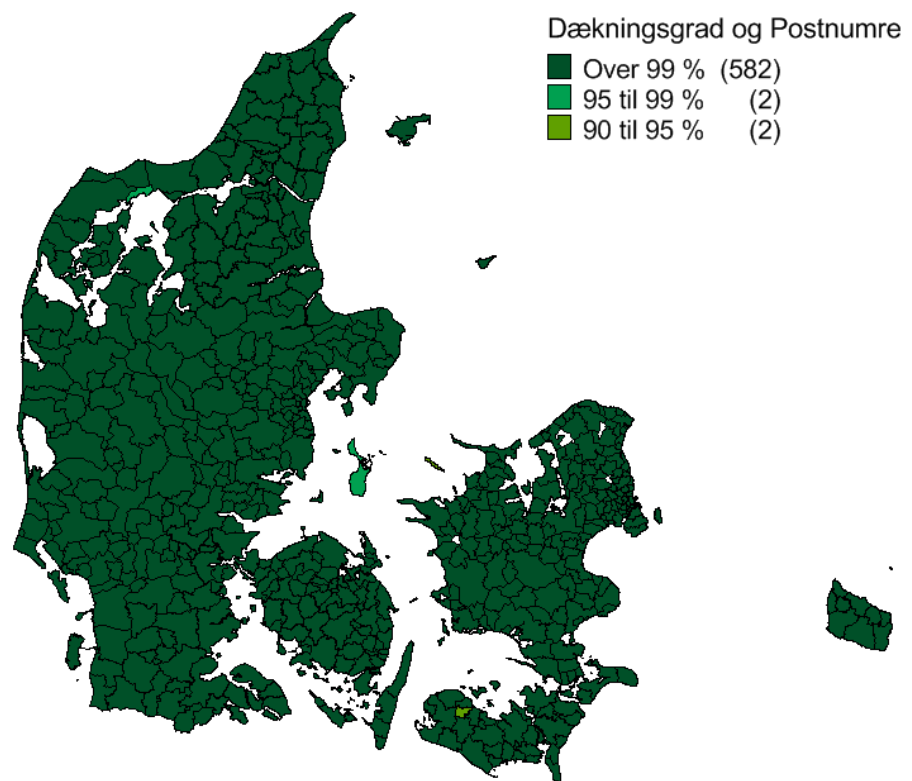 Dækningsgrad og Postnumre
Over 99 % (582)
95 til 99 % (2)
90 til 95 % (2)